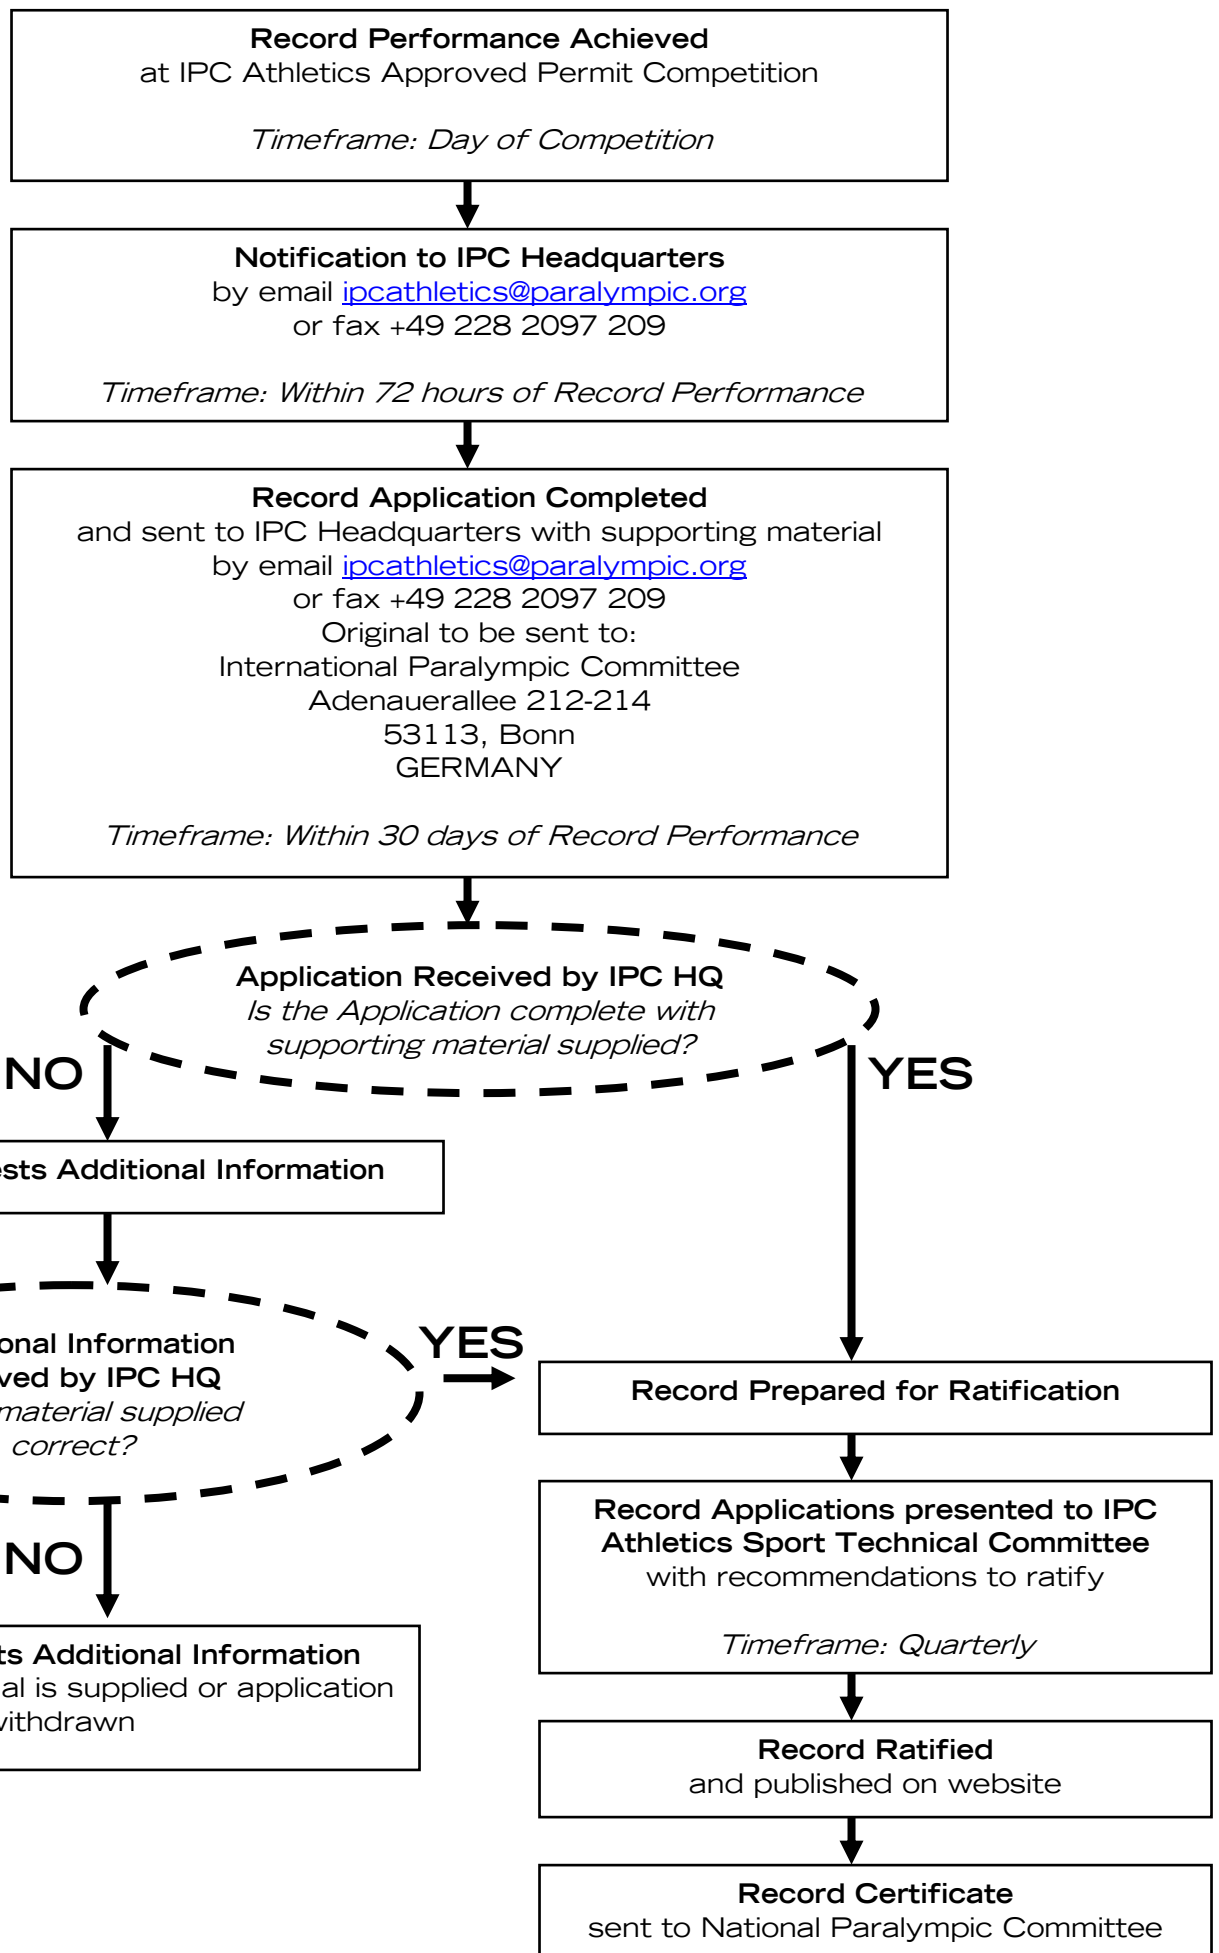 Record Performance Achieved
at IPC Athletics Approved Permit Competition
Timeframe: Day of Competition
Notification to IPC Headquarters
by email ipcathletics@paralympic.org
or fax +49 228 2097 209
Timeframe: Within 72 hours of Record Performance
Record Application Completed
and sent to IPC Headquarters with supporting material
by email ipcathletics@paralympic.org
or fax +49 228 2097 209
Original to be sent to:
International Paralympic Committee
Adenauerallee 212-214
53113, Bonn
GERMANY
Timeframe: Within 30 days of Record Performance
Application Received by IPC HQ
Is the Application complete with
supporting material supplied?
NO
YES
Additional Information
Information
by IPC HQ
material supplied
correct?
YES
NO
Additional Information
is supplied or application
Record Prepared for Ratification
Record Applications presented to IPC
Athletics Sport Technical Committee
with recommendations to ratify
Timeframe: Quarterly
Record Ratified
and published on website
Record Certificate
sent to National Paralympic Committee